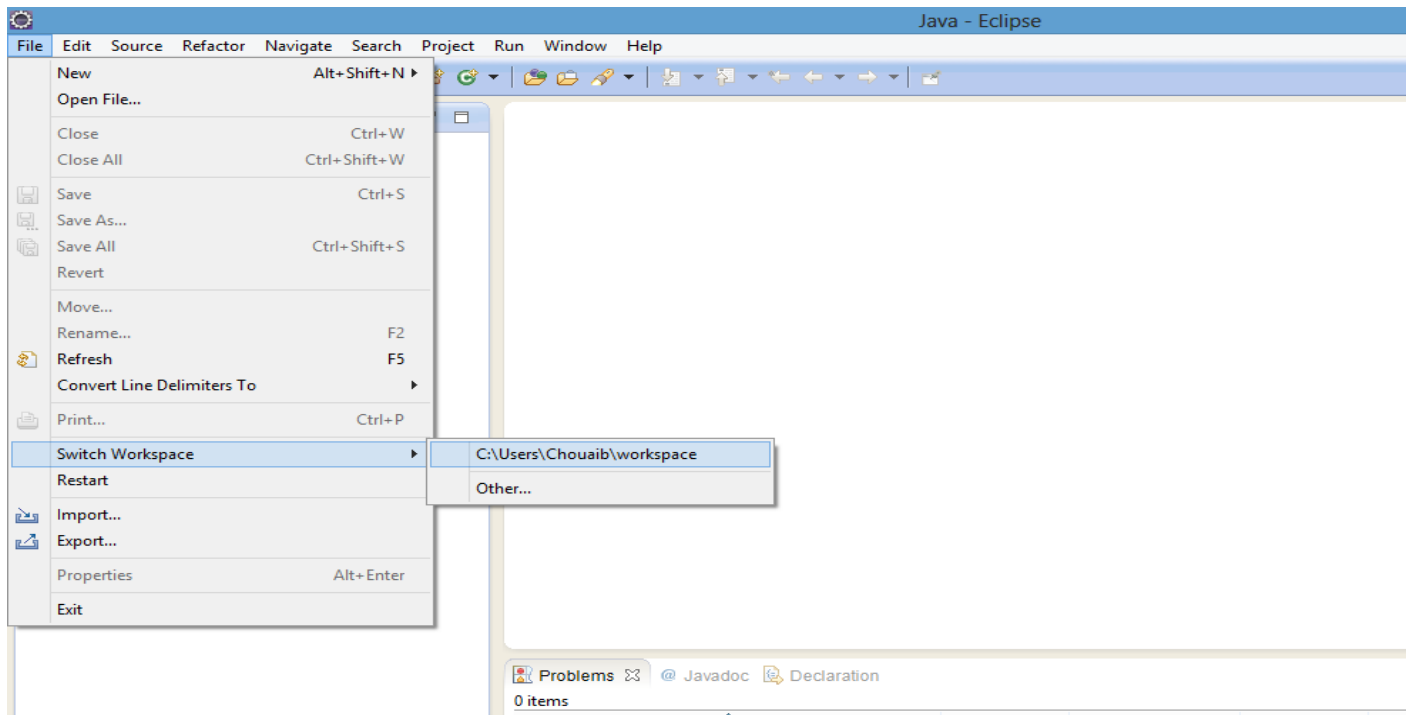 Java - Eclipse
File Edit Source Refactor Navigate Search Project Run Window Help
New Alt+Shift+N
Open File...
Close Ctrl+W
Close All Ctrl+Shift+W
Save Ctrl+S
Save As...
Save All Ctrl+Shift+S
Revert
Move...
Rename... F2
Refresh F5
Convert Line Delimiters To
Print... Ctrl+P
Switch Workspace
C:\Users\Chouaib\workspace
Restart
Other...
Import...
Export...
Properties Alt+Enter
Exit
Problems @ Javadoc Declaration
0 items